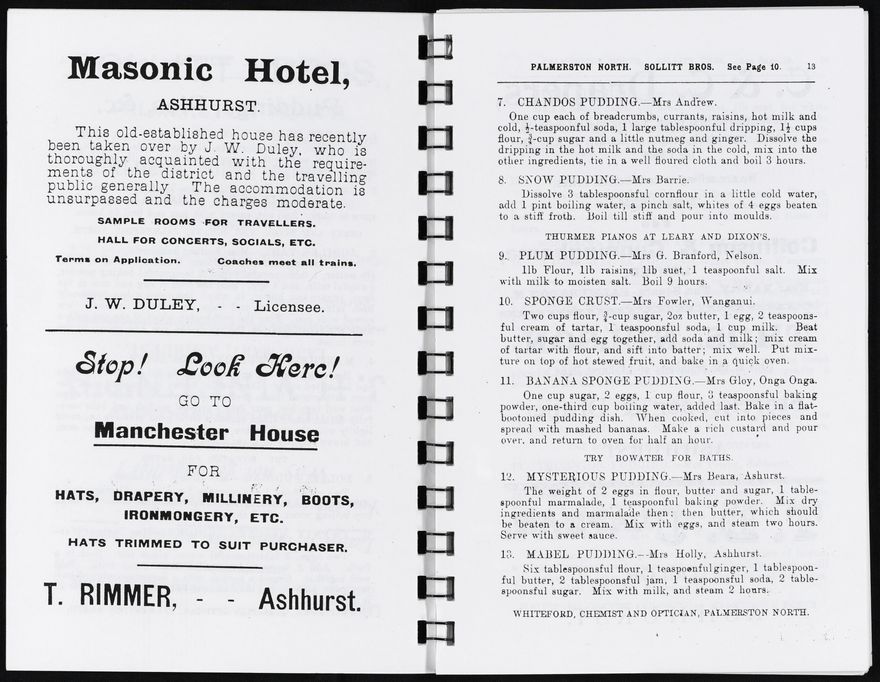 Masonic Hotel,
ASHHURST.
This old-established house has recently
been taken over by J. W. Duley, who is
thoroughly acquainted with the require-
ments of the district and the travelling
public generally The accommodation is
unsurpassed and the charges moderate.
SAMPLE ROOMS FOR TRAVELLERS.
HALL FOR CONCERTS, SOCIALS, ETC.
Terms on Application. Coaches meet all trains.
J. W. DULEY, - - Licensee.
Stop! Look Here!
GO TO
Manchester House
FOR
HATS, DRAPERY, MILLINERY, BOOTS,
IRONMONGERY, ETC.
HATS TRIMMED TO SUIT PURCHASER.
T. RIMMER, - - Ashhurst.
PALMERSTON NORTH. SOLLITT BROS. See Page 10. 13
7. CHANDOS PUDDING.—Mrs Andrew.
One cup each of breadcrumbs, currants, raisins, hot milk and
cold, ½-teaspoonful soda, 1 large tablespoonful dripping, 1½ cups
flour, ¾-cup sugar and a little nutmeg and ginger. Dissolve the
dripping in the hot milk and the soda in the cold, mix into the
other ingredients, tie in a well floured cloth and boil 3 hours.
8. SNOW PUDDING.—Mrs Barrie.
Dissolve 3 tablespoonsful cornflour in a little cold water,
add 1 pint boiling water, a pinch salt, whites of 4 eggs beaten
to a stiff froth. Boil till stiff and pour into moulds.
THURMER PIANOS AT LEARY AND DIXON'S.
9. PLUM PUDDING.—Mrs G. Branford, Nelson.
1lb Flour, 1lb raisins, 1lb suet, 1 teaspoonful salt. Mix
with milk to moisten salt. Boil 9 hours.
10. SPONGE CRUST.—Mrs Fowler, Wanganui.
Two cups flour, ¾-cup sugar, 2oz butter, 1 egg, 2 teaspoons-
ful cream of tartar, 1 teaspoonsful soda, 1 cup milk. Beat
butter, sugar and egg together, add soda and milk; mix cream
of tartar with flour, and sift into batter; mix well. Put mix-
ture on top of hot stewed fruit, and bake in a quick oven.
11. BANANA SPONGE PUDDING.—Mrs Gloy, Onga Onga.
One cup sugar, 2 eggs, 1 cup flour, 3 teaspoonsful baking
powder, one-third cup boiling water, added last. Bake in a flat-
bootomed pudding dish. When cooked, cut into pieces and
spread with mashed bananas. Make a rich custard and pour
over, and return to oven for half an hour.
TRY BOWATER FOR BATHS.
12. MYSTERIOUS PUDDING.—Mrs Beara, Ashurst.
The weight of 2 eggs in flour, butter and sugar, 1 table-
spoonful marmalade, 1 teaspoonful baking powder. Mix dry
ingredients and marmalade then; then butter, which should
be beaten to a cream. Mix with eggs, and steam two hours.
Serve with sweet sauce.
13. MABEL PUDDING.--Mrs Holly, Ashhurst.
Six tablespoonsful flour, 1 teaspoonful ginger, 1 tablespoon-
ful butter, 2 tablespoonsful jam, 1 teaspoonsful soda, 2 table-
spoonsful sugar. Mix with milk, and steam 2 hours.
WHITEFORD, CHEMIST AND OPTICIAN, PALMERSTON NORTH.